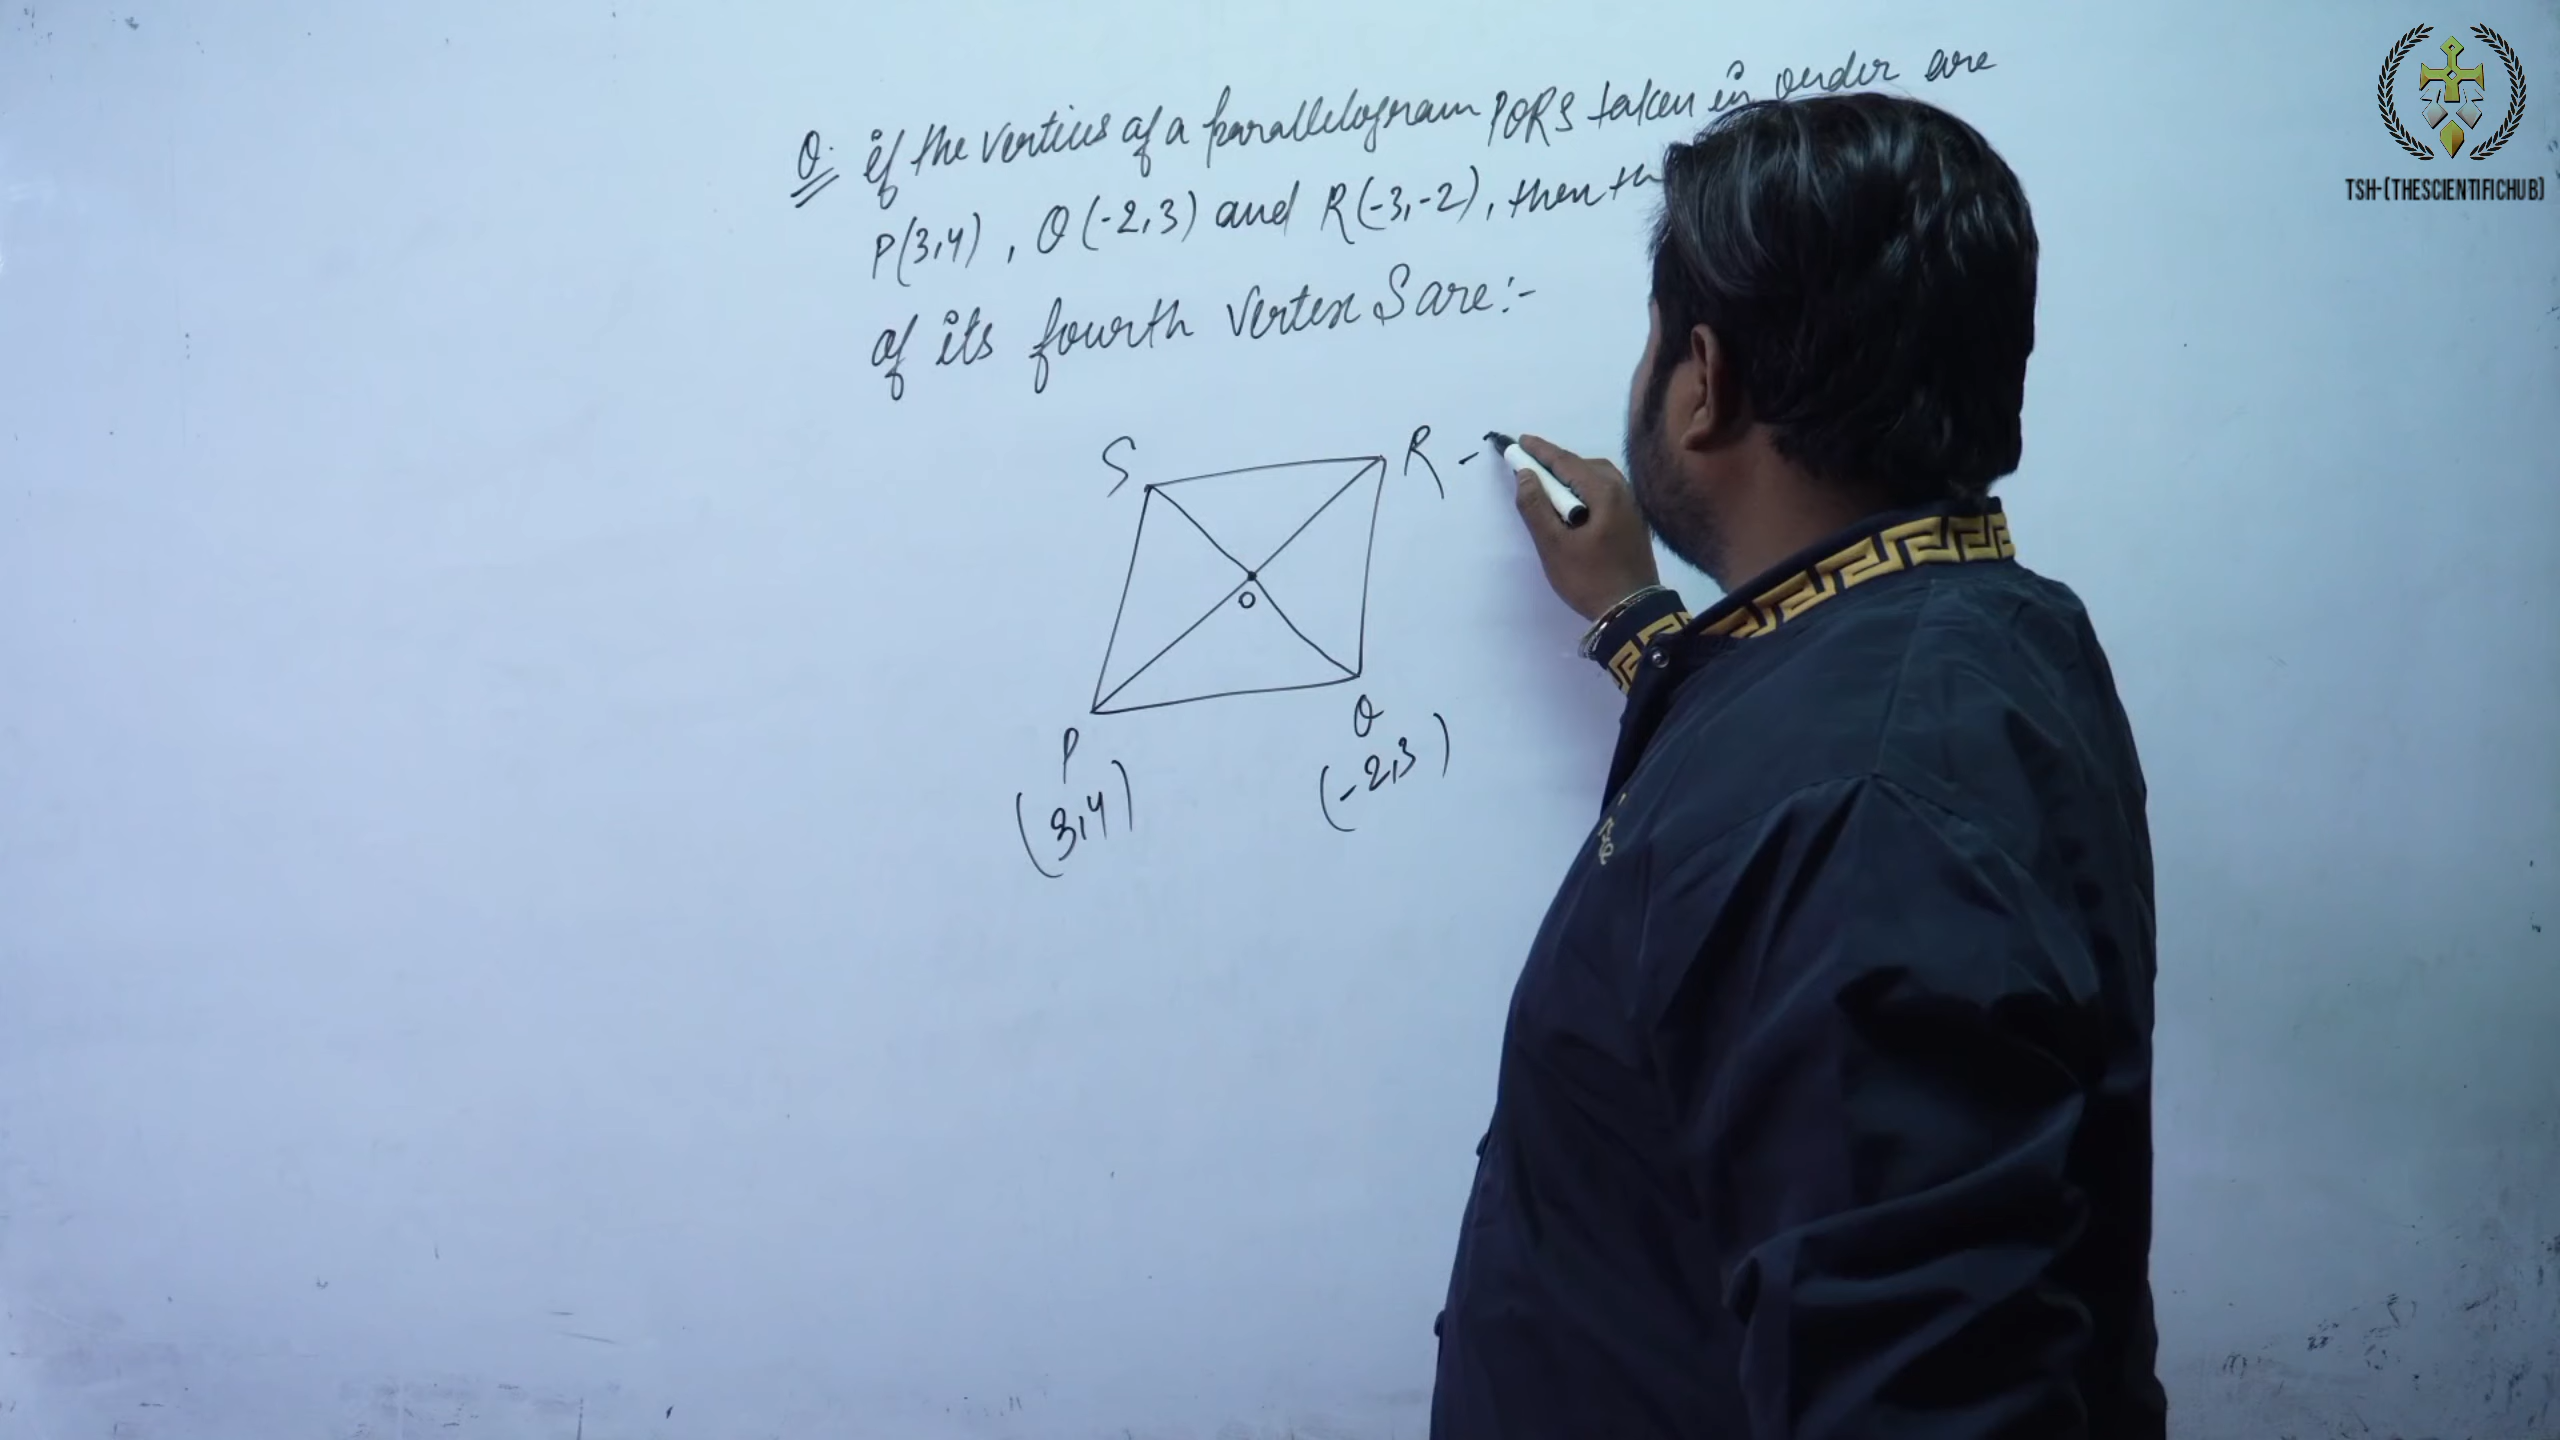 Q. if the vertices of a parallelogram PQRS taken in order are
P(3,4), Q(-2,3) and R(-3,-2), then
of its fourth vertex S are:-
S
R -
O
P
(3,4)
Q
(-2,3)
TSH-(THESCIENTIFICHUB)